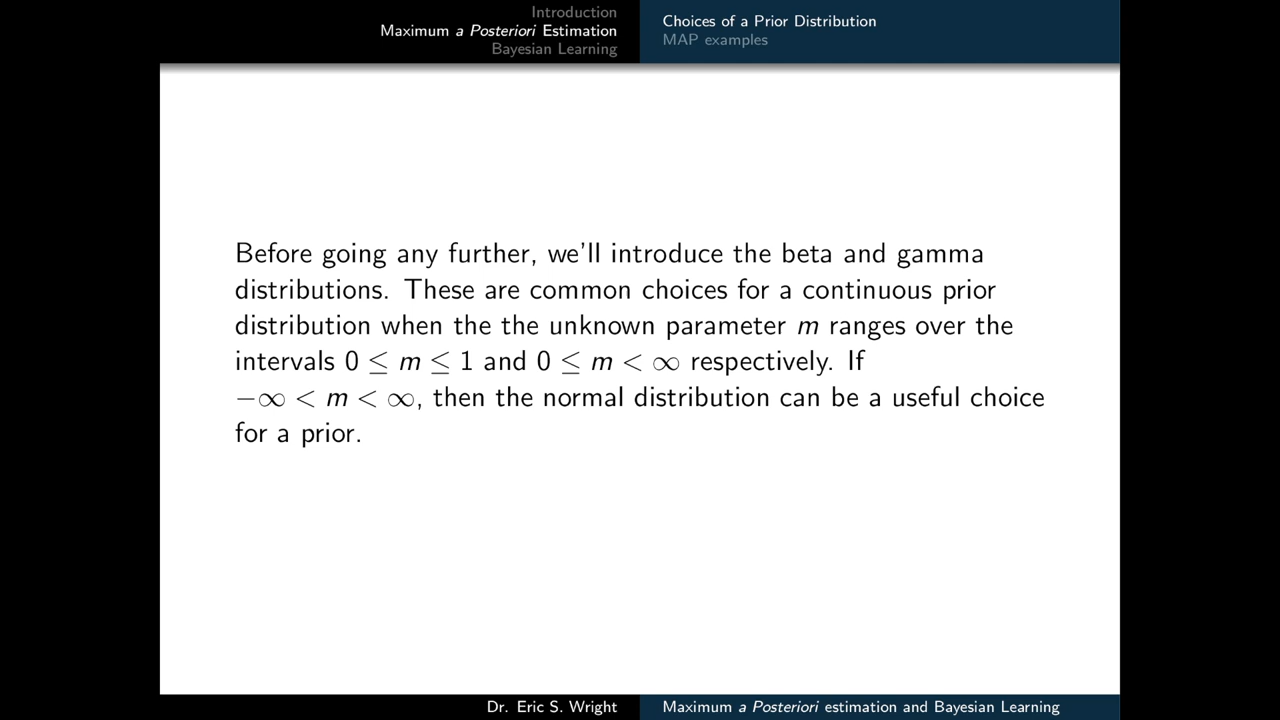 Introduction
Maximum a Posteriori Estimation
Bayesian Learning
Choices of a Prior Distribution
MAP examples
Before going any further, we'll introduce the beta and gamma
distributions. These are common choices for a continuous prior
distribution when the the unknown parameter m ranges over the
intervals 0 ≤ m ≤ 1 and 0 ≤ m < ∞ respectively. If
−∞ < m < ∞, then the normal distribution can be a useful choice
for a prior.
Dr. Eric S. Wright
Maximum a Posteriori estimation and Bayesian Learning